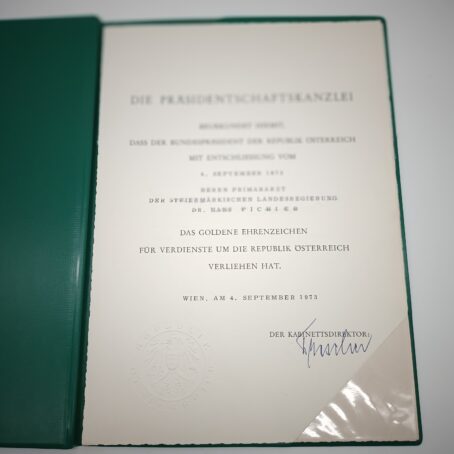 DIE PRÄSIDENTSCHAFTSKANZLEI
BEURKUNDET HIERMIT,
DASS DER BUNDESPRÄSIDENT DER REPUBLIK ÖSTERREICH
MIT ENTSCHLIESSUNG VOM
4. SEPTEMBER 1973
HERRN PRIMARARZT
DER STEIERMÄRKISCHEN LANDESREGIERUNG
DR. HANS
DAS GOLDENE EHRENZEICHEN
FÜR VERDIENSTE UM DIE REPUBLIK ÖSTERREICH
VERLIEHEN HAT.
WIEN, AM 4. SEPTEMBER 1973
DER KABINETTSDIREKTOR: